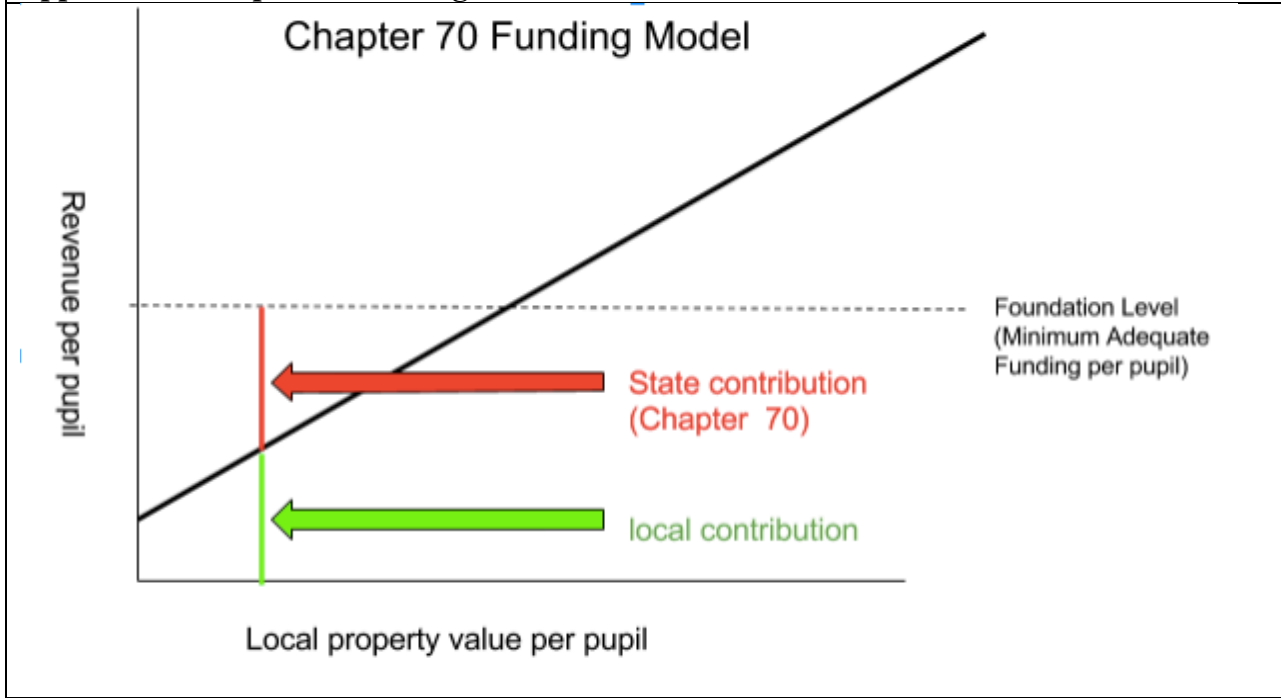 Chapter 70 Funding Model
Revenue per pupil
Foundation Level
(Minimum Adequate
Funding per pupil)
State contribution
(Chapter 70)
local contribution
Local property value per pupil